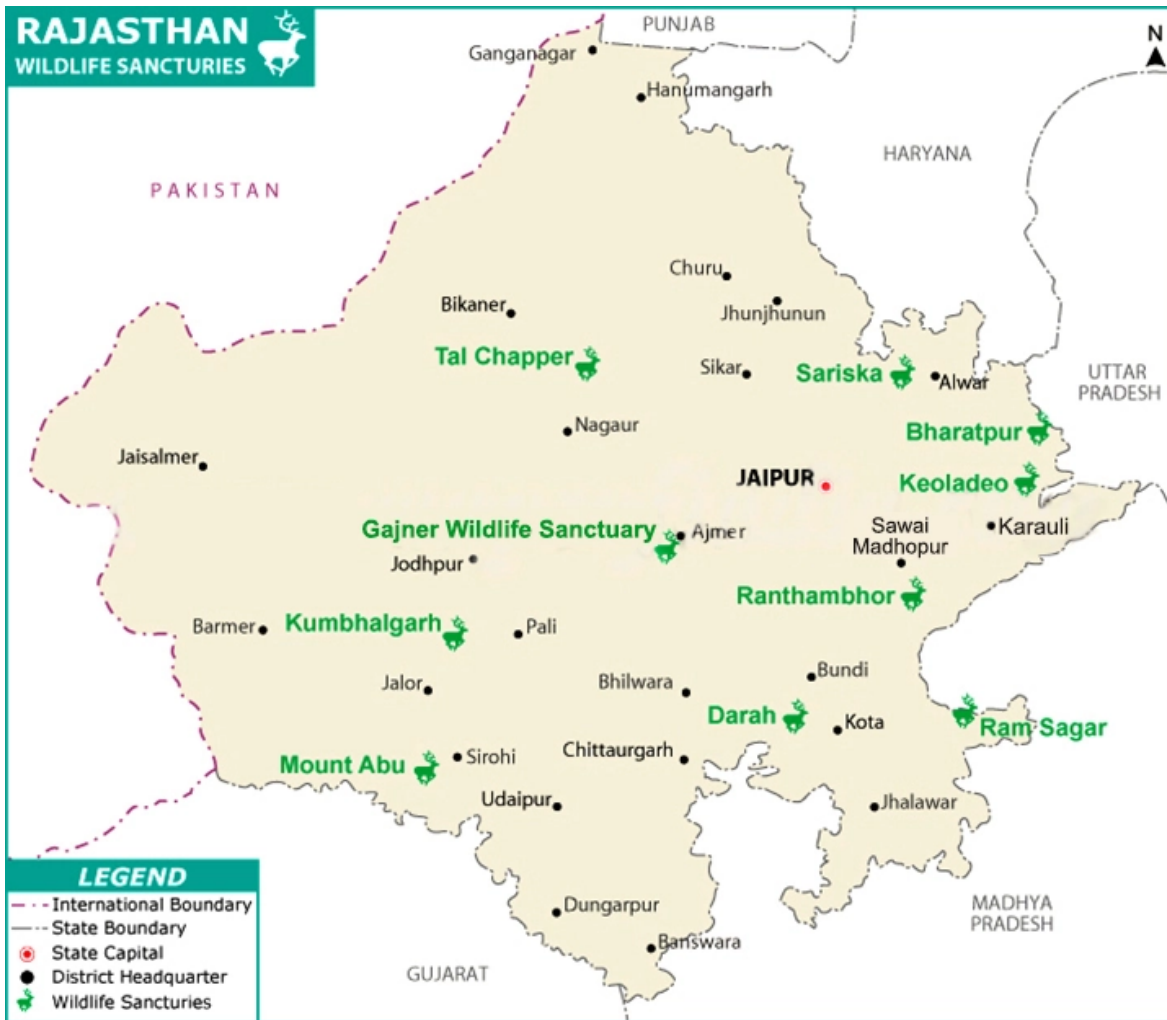 RAJASTHAN
WILDLIFE SANCTURIES
PUNJAB
N
Ganganagar
Hanumangarh
HARYANA
PAKISTAN
Churu
Bikaner
Jhunjhunun
Tal Chapper
Sikar
Sariska
Alwar
UTTAR
PRADESH
Nagaur
Bharatpur
Jaisalmer
JAIPUR
Keoladeo
Gajner Wildlife Sanctuary
Ajmer
Sawai
Madhopur
Karauli
Jodhpur
Ranthambhor
Barmer
Kumbhalgarh
Pali
Jalor
Bhilwara
Bundi
Darah
Kota
Ram Sagar
Mount Abu
Sirohi
Chittaurgarh
Udaipur
Jhalawar
LEGEND
International Boundary
State Boundary
State Capital
District Headquarter
Wildlife Sancturies
Dungarpur
Banswara
MADHYA
PRADESH
GUJARAT